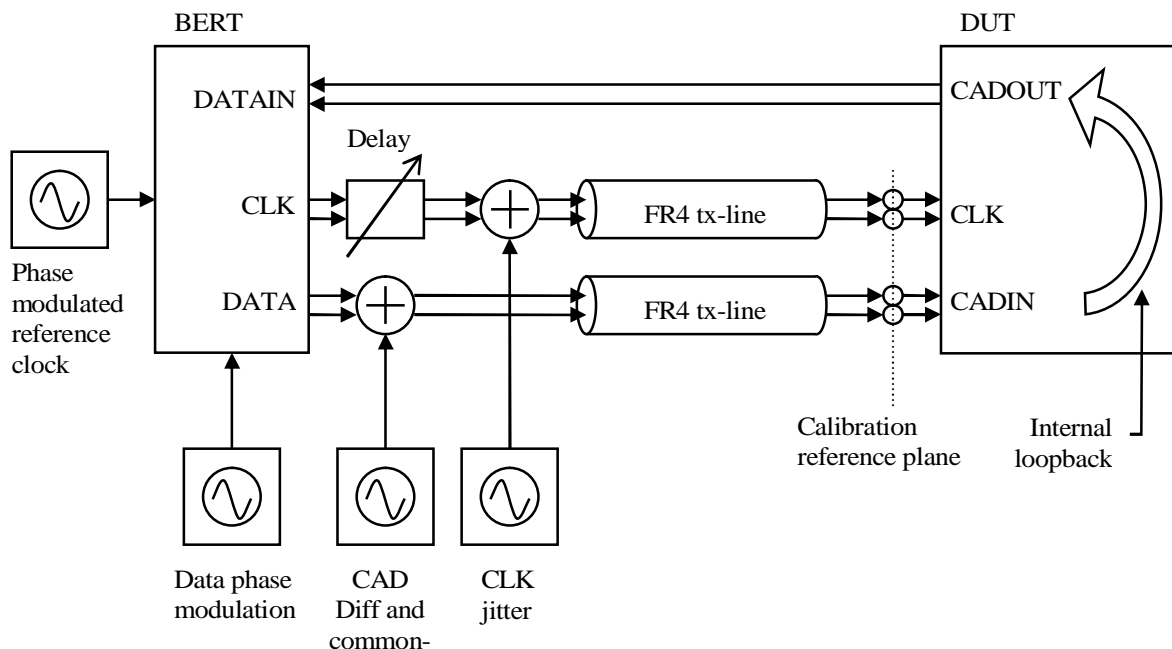 BERT
DUT
DATAIN
CADOUT
Delay
CLK
FR4 tx-line
CLK
Phase
modulated
reference
clock
DATA
FR4 tx-line
CADIN
Calibration
reference plane
Internal
loopback
Data phase
modulation
CAD
Diff and
common-
CLK
jitter